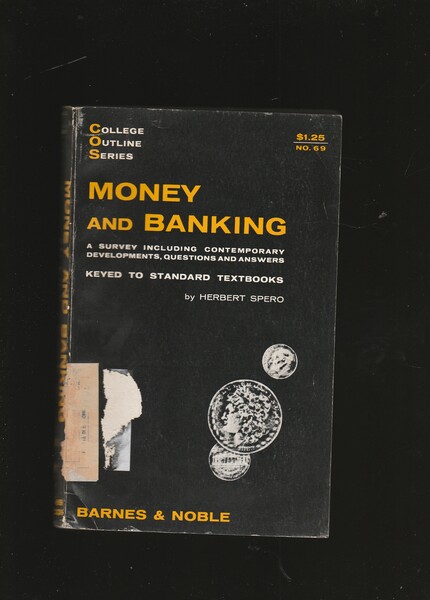 COLLEGE
OUTLINE
SERIES
$1.25
NO. 69
MONEY
AND BANKING
A SURVEY INCLUDING CONTEMPORARY
DEVELOPMENTS, QUESTIONS AND ANSWERS
KEYED TO STANDARD TEXTBOOKS
by HERBERT SPERO
BARNES & NOBLE
MONEY AND BANKING